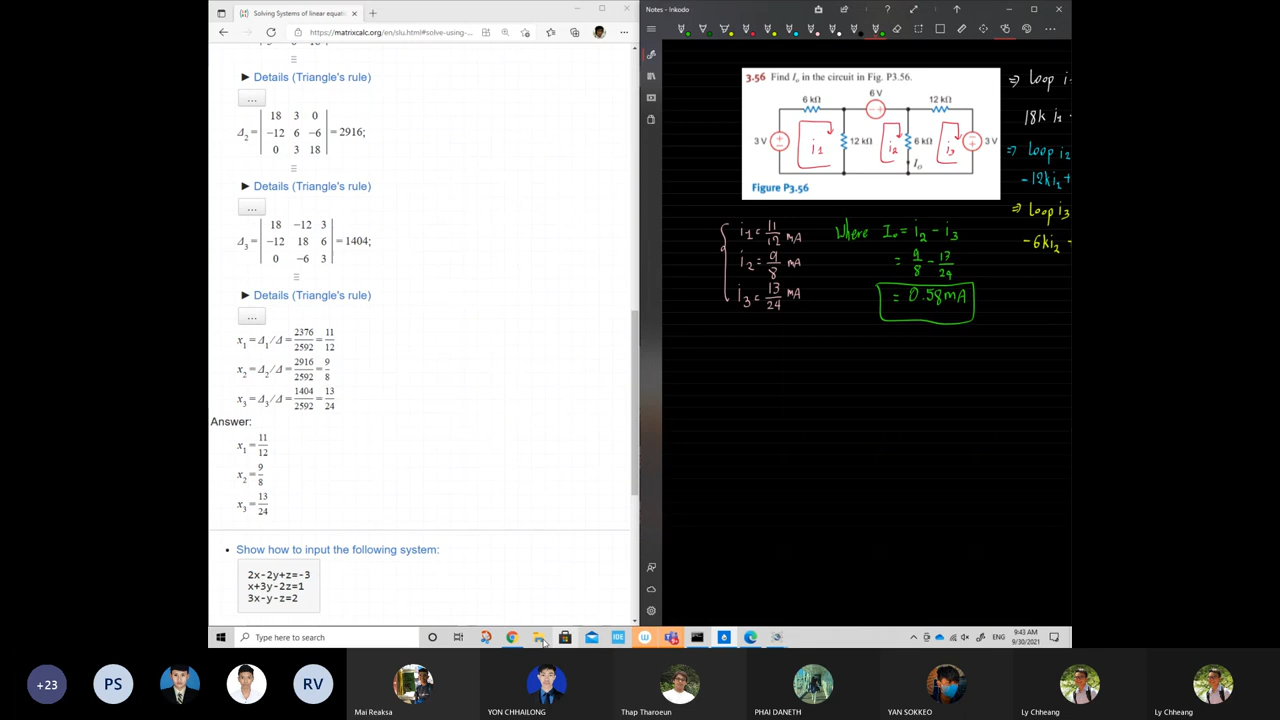 Solving Systems of linear equati
https://matrixcalc.org/en/slu.html#solve-using-...
▶ Details (Triangle's rule)
...
Δ2 = | 18 3 0 |
| −12 6 −6 | = 2916;
| 0 3 18 |
▶ Details (Triangle's rule)
...
Δ3 = | 18 −12 3 |
| −12 18 6 | = 1404;
| 0 −6 3 |
▶ Details (Triangle's rule)
...
x1 = Δ1/Δ = 2376/2592 = 11/12
x2 = Δ2/Δ = 2916/2592 = 9/8
x3 = Δ3/Δ = 1404/2592 = 13/24
Answer:
x1 = 11/12
x2 = 9/8
x3 = 13/24
• Show how to input the following system:
2x-2y+z=-3
x+3y-2z=1
3x-y-z=2
Notes - Inkodo
3.56 Find Io in the circuit in Fig. P3.56.
6 kΩ
6 V
12 kΩ
3 V
i1
12 kΩ
i2
6 kΩ
i3
3 V
Io
Figure P3.56
i1 = 11/12 mA
i2 = 9/8 mA
i3 = 13/24 mA
Where Io = i2 − i3
= 9/8 − 17/24
= 0.58mA
⇒ loop i
18k i1
⇒ loop i2
-12ki2+
⇒ loop i3
-6ki2
Type here to search
IDE
ENG
9:43 AM
9/30/2021
+23
PS
RV
Mai Reaksa
YON CHHAILONG
Thap Tharoeun
PHAI DANETH
YAN SOKKEO
Ly Chheang
Ly Chheang